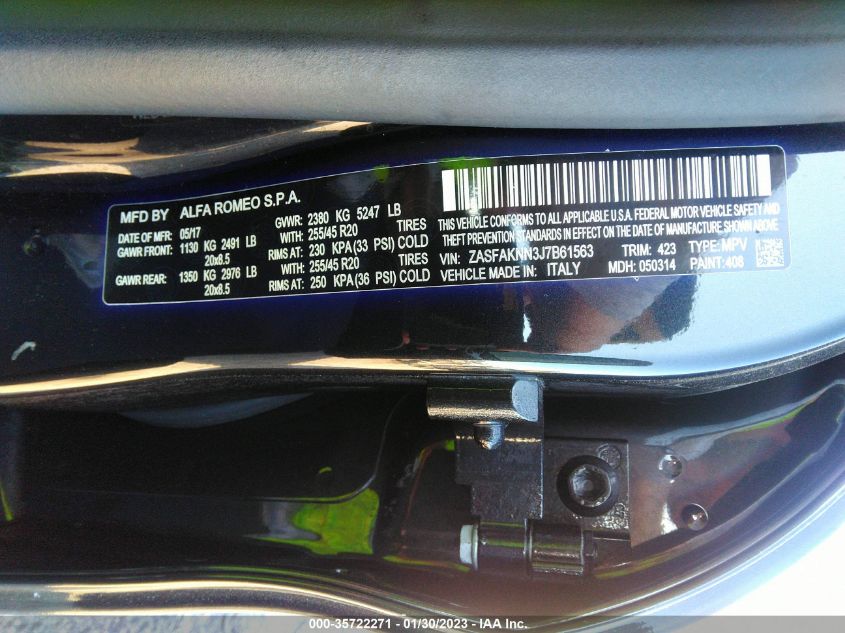 MFD BY ALFA ROMEO S.P.A.
DATE OF MFR 05/17 GVWR: 2380 KG 5247 LB
GAWR FRONT: 1130 KG 2491 LB WITH: 255/45 R20 TIRES
20x8.5 RIMS AT: 230 KPA(33 PSI) COLD
GAWR REAR: 1350 KG 2976 LB WITH: 255/45 R20 TIRES
20x8.5 RIMS AT: 250 KPA(36 PSI) COLD
THIS VEHICLE CONFORMS TO ALL APPLICABLE U.S.A. FEDERAL MOTOR VEHICLE SAFETY AND
THEFT PREVENTION STANDARDS IN EFFECT ON THE DATE OF MANUFACTURE SHOWN ABOVE.
VIN: ZASFAKNN3J7B61563 TRIM: 423 TYPE: MPV
VEHICLE MADE IN: ITALY MDH: 050314 PAINT: 408
000-35722271 - 01/30/2023 - IAA Inc.